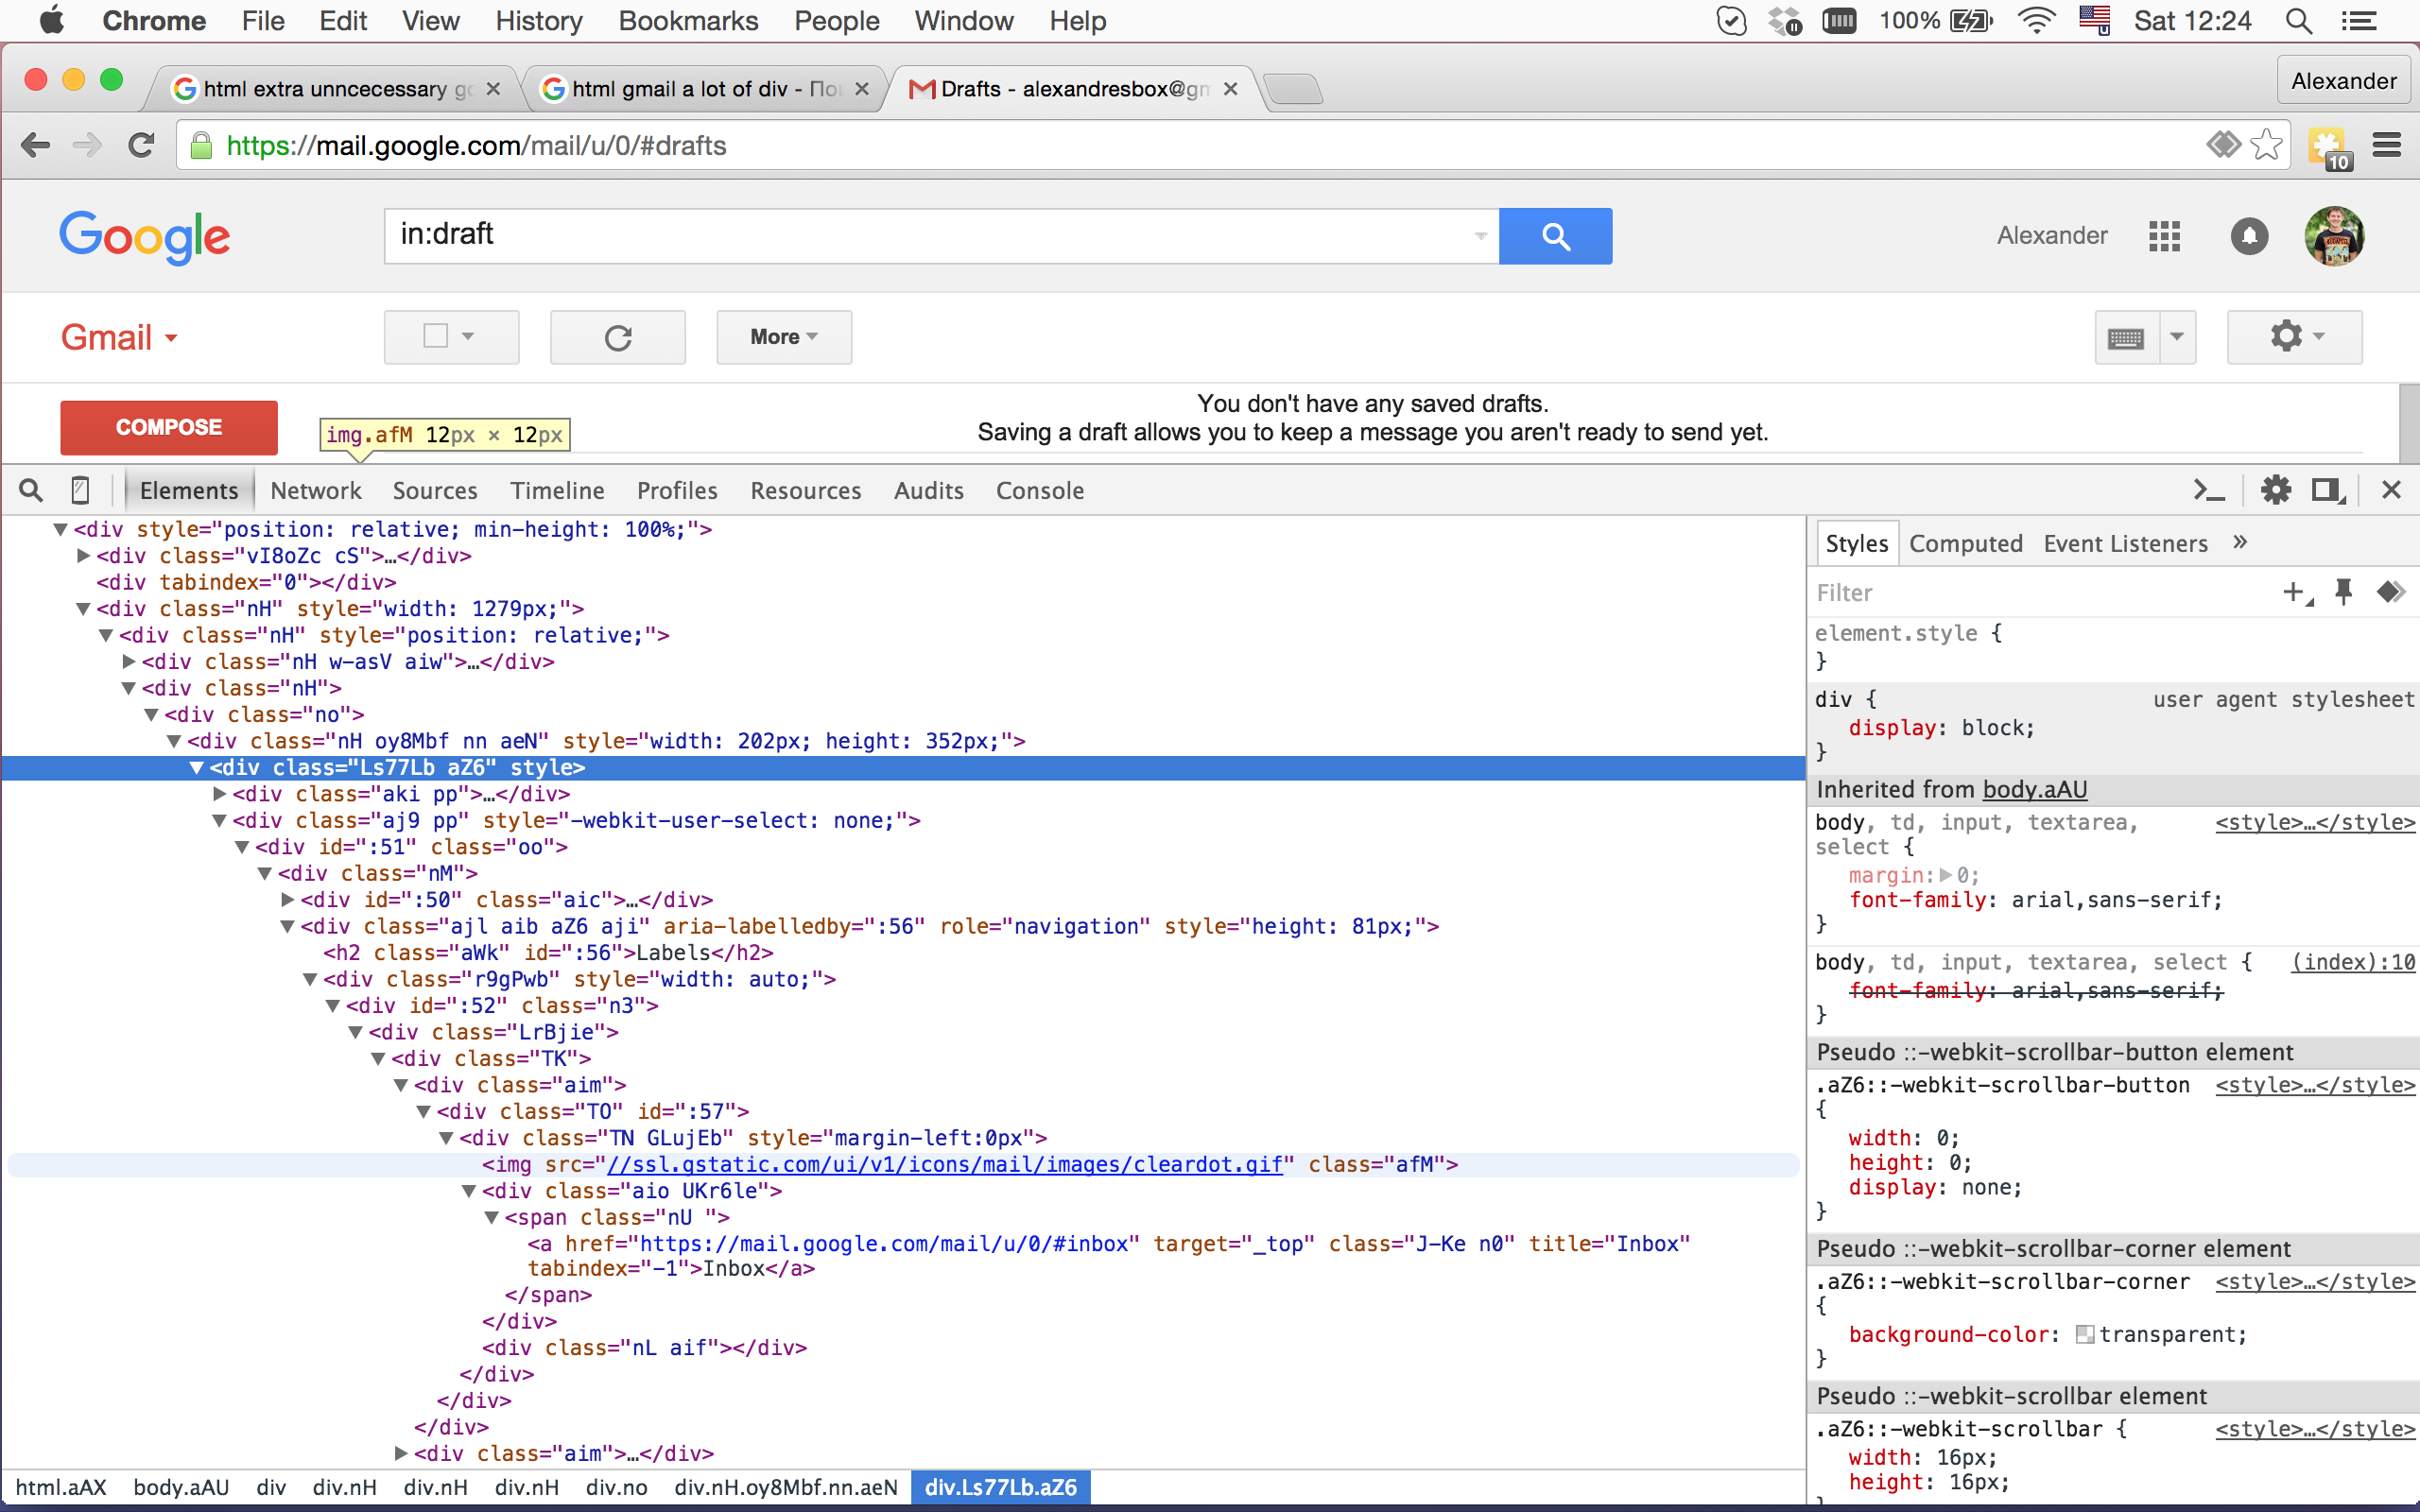 Chrome File Edit View History Bookmarks People Window Help 100% Sat 12:24
html extra unncecessary go html gmail a lot of div - Пои Drafts - alexandresbox@gm Alexander
https://mail.google.com/mail/u/0/#drafts 10
Google in:draft Alexander
Gmail More
COMPOSE
You don't have any saved drafts.
Saving a draft allows you to keep a message you aren't ready to send yet.
img.afM 12px × 12px
Elements Network Sources Timeline Profiles Resources Audits Console
<div style="position: relative; min-height: 100%;">
<div class="vI8oZc cS">…</div>
<div tabindex="0"></div>
<div class="nH" style="width: 1279px;">
<div class="nH" style="position: relative;">
<div class="nH w-asV aiw">…</div>
<div class="nH">
<div class="no">
<div class="nH oy8Mbf nn aeN" style="width: 202px; height: 352px;">
<div class="Ls77Lb aZ6" style>
<div class="aki pp">…</div>
<div class="aj9 pp" style="-webkit-user-select: none;">
<div id=":51" class="oo">
<div class="nM">
<div id=":50" class="aic">…</div>
<div class="ajl aib aZ6 aji" aria-labelledby=":56" role="navigation" style="height: 81px;">
<h2 class="aWk" id=":56">Labels</h2>
<div class="r9gPwb" style="width: auto;">
<div id=":52" class="n3">
<div class="LrBjie">
<div class="TK">
<div class="aim">
<div class="TO" id=":57">
<div class="TN GLujEb" style="margin-left:0px">
<img src="//ssl.gstatic.com/ui/v1/icons/mail/images/cleardot.gif" class="afM">
<div class="aio UKr6le">
<span class="nU ">
<a href="https://mail.google.com/mail/u/0/#inbox" target="_top" class="J-Ke n0" title="Inbox"
tabindex="-1">Inbox</a>
</span>
</div>
<div class="nL aif"></div>
</div>
</div>
</div>
<div class="aim">…</div>
html.aAX body.aAU div div.nH div.nH div.nH div.no div.nH.oy8Mbf.nn.aeN div.Ls77Lb.aZ6
Styles Computed Event Listeners »
Filter
element.style {
}
div { user agent stylesheet
display: block;
}
Inherited from body.aAU
body, td, input, textarea, <style>…</style>
select {
margin: 0;
font-family: arial,sans-serif;
}
body, td, input, textarea, select { (index):10
font-family: arial,sans-serif;
}
Pseudo ::-webkit-scrollbar-button element
.aZ6::-webkit-scrollbar-button <style>…</style>
{
width: 0;
height: 0;
display: none;
}
Pseudo ::-webkit-scrollbar-corner element
.aZ6::-webkit-scrollbar-corner <style>…</style>
{
background-color: transparent;
}
Pseudo ::-webkit-scrollbar element
.aZ6::-webkit-scrollbar { <style>…</style>
width: 16px;
height: 16px;